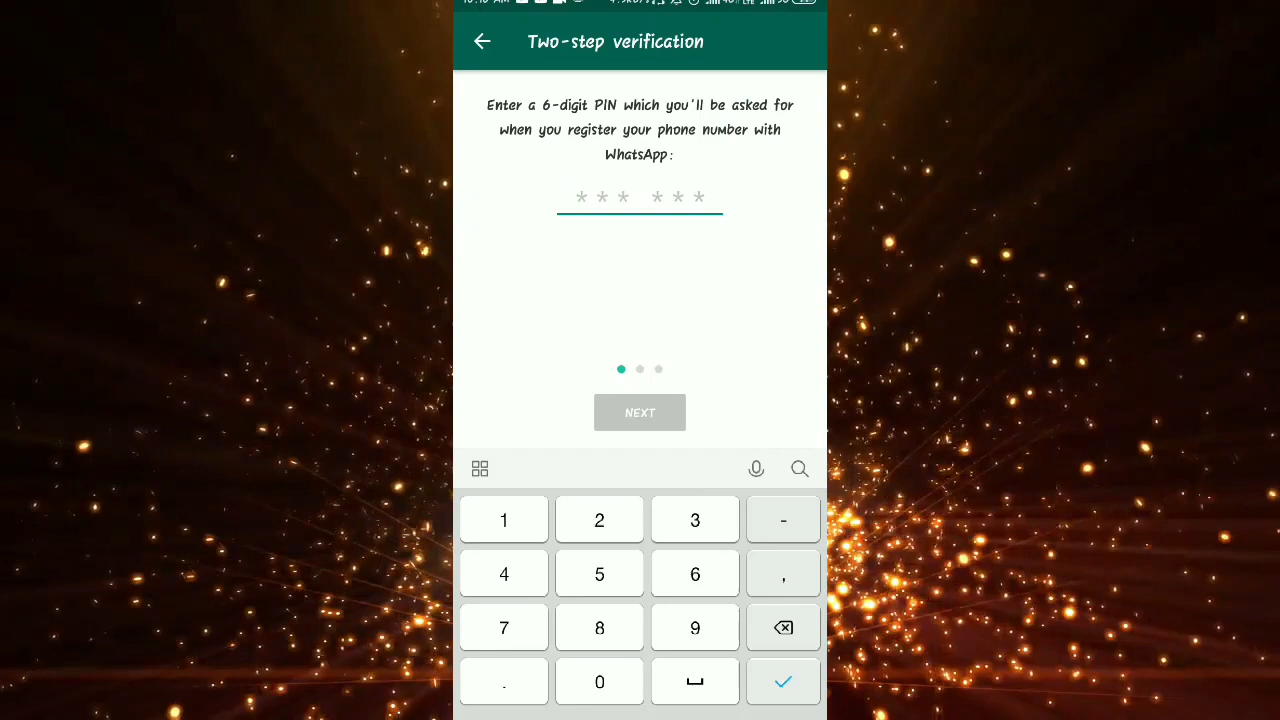 Two-step verification
Enter a 6-digit PIN which you'll be asked for
when you register your phone number with
WhatsApp:
*** ***
NEXT
1 2 3 -
4 5 6 ,
7 8 9
. 0